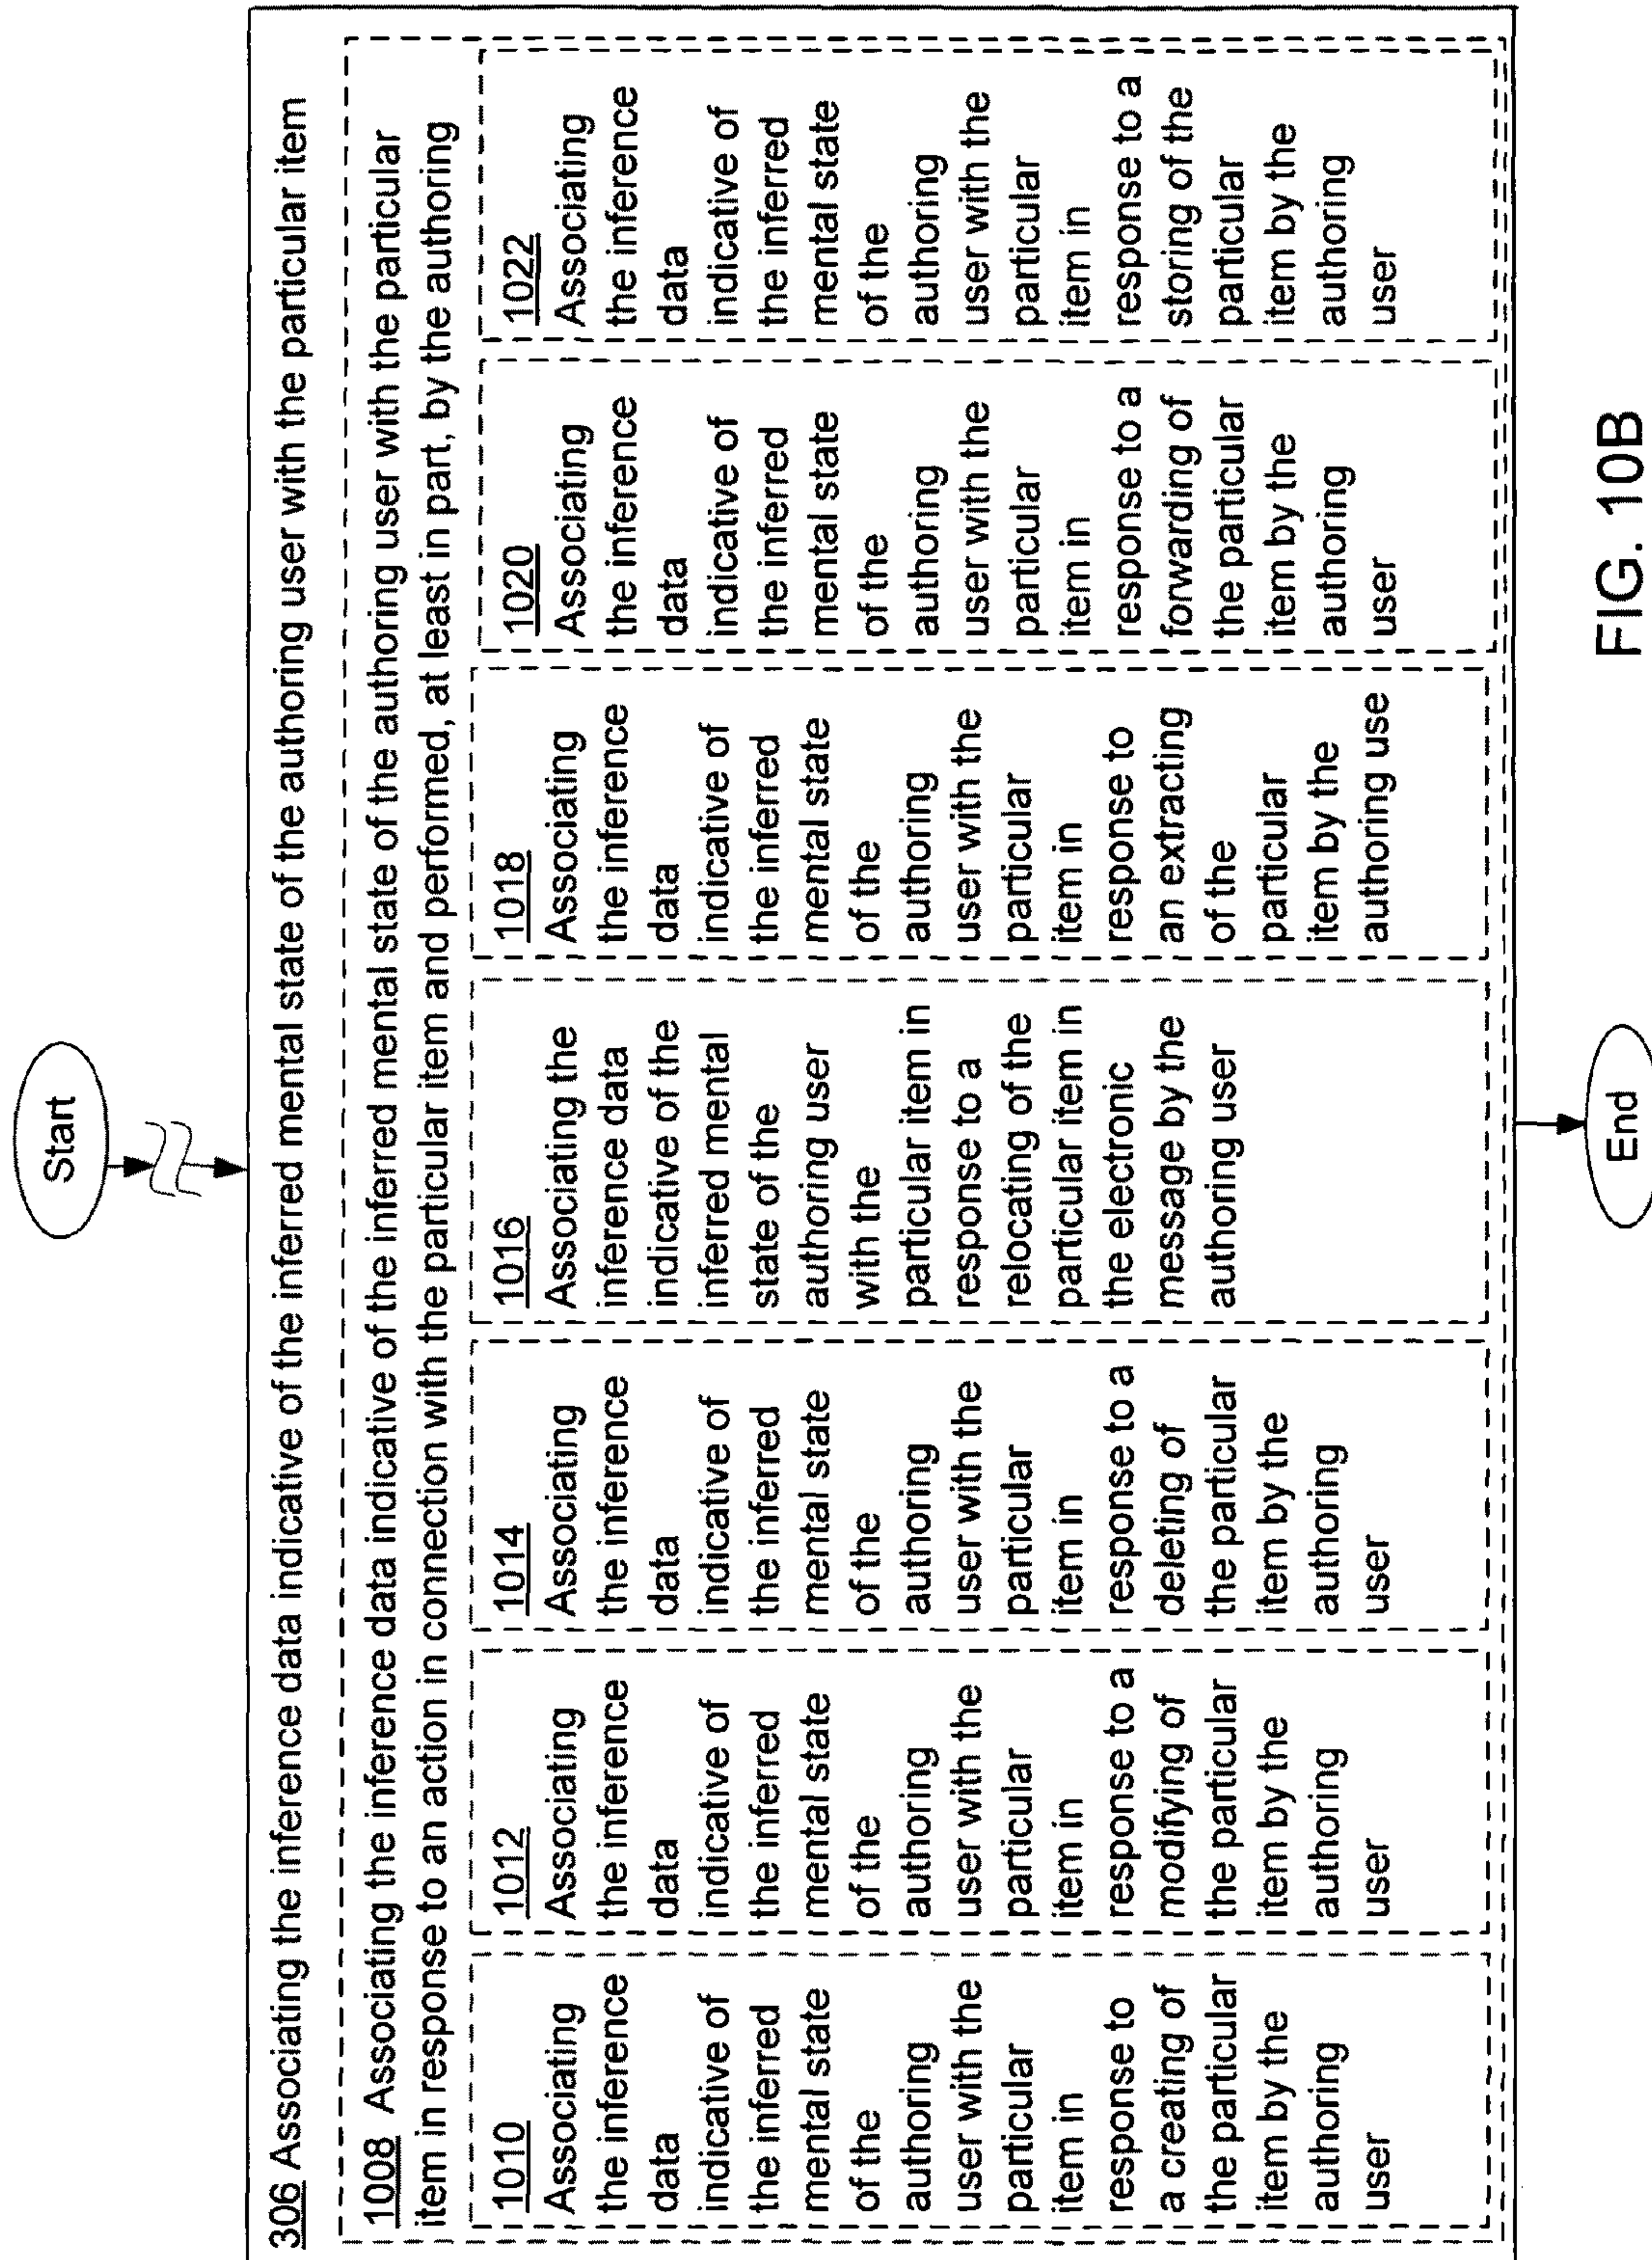 Start
306 Associating the inference data indicative of the inferred mental state of the authoring user with the particular item
1008 Associating the inference data indicative of the inferred mental state of the authoring user with the particular
item in response to an action in connection with the particular item and performed, at least in part, by the authoring
1010
Associating
the inference
data
indicative of
the inferred
mental state
of the
authoring
user with the
particular
item in
response to
a creating of
the particular
item by the
authoring
user
1012
Associating
the inference
data
indicative of
the inferred
mental state
of the
authoring
user with the
particular
item in
response to a
modifying of
the particular
item by the
authoring
user
1014
Associating
the inference
data
indicative of
the inferred
mental state
of the
authoring
user with the
particular
item in
response to a
deleting of
the particular
item by the
authoring
user
1016
Associating the
inference data
indicative of the
inferred mental
state of the
authoring user
with the
particular item in
response to a
relocating of the
particular item in
the electronic
message by the
authoring user
1018
Associating
the inference
data
indicative of
the inferred
mental state
of the
authoring
user with the
particular
item in
response to
an extracting
of the
particular
item by the
authoring use
1020
Associating
the inference
data
indicative of
the inferred
mental state
of the
authoring
user with the
particular
item in
response to a
forwarding of
the particular
item by the
authoring
user
1022
Associating
the inference
data
indicative of
the inferred
mental state
of the
authoring
user with the
particular
item in
response to a
storing of the
particular
item by the
authoring
user
End
FIG. 10B